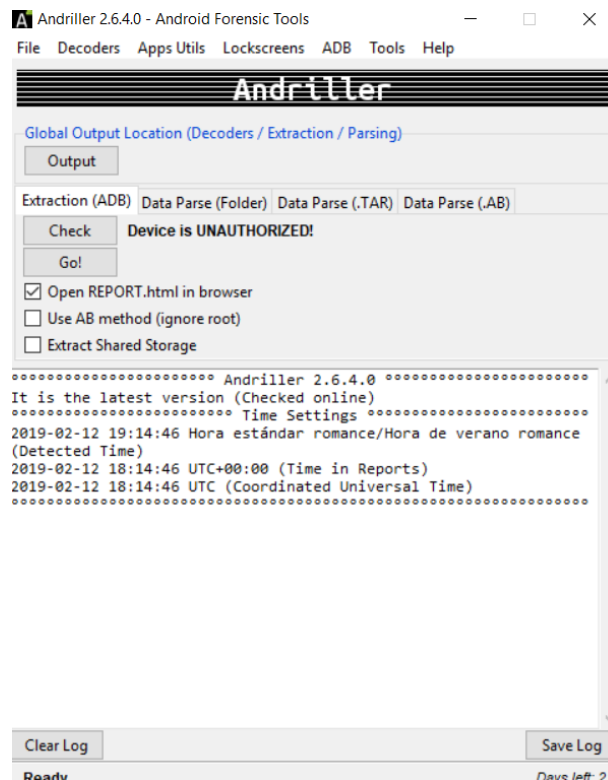 Andriller 2.6.4.0 - Android Forensic Tools
File Decoders Apps Utils Lockscreens ADB Tools Help
Andriller
Global Output Location (Decoders / Extraction / Parsing)
Output
Extraction (ADB) Data Parse (Folder) Data Parse (.TAR) Data Parse (.AB)
Check Device is UNAUTHORIZED!
Go!
Open REPORT.html in browser
Use AB method (ignore root)
Extract Shared Storage
Andriller 2.6.4.0
It is the latest version (Checked online)
Time Settings
2019-02-12 19:14:46 Hora estándar romance/Hora de verano romance
(Detected Time)
2019-02-12 18:14:46 UTC+00:00 (Time in Reports)
2019-02-12 18:14:46 UTC (Coordinated Universal Time)
Clear Log Save Log
Ready Days left: